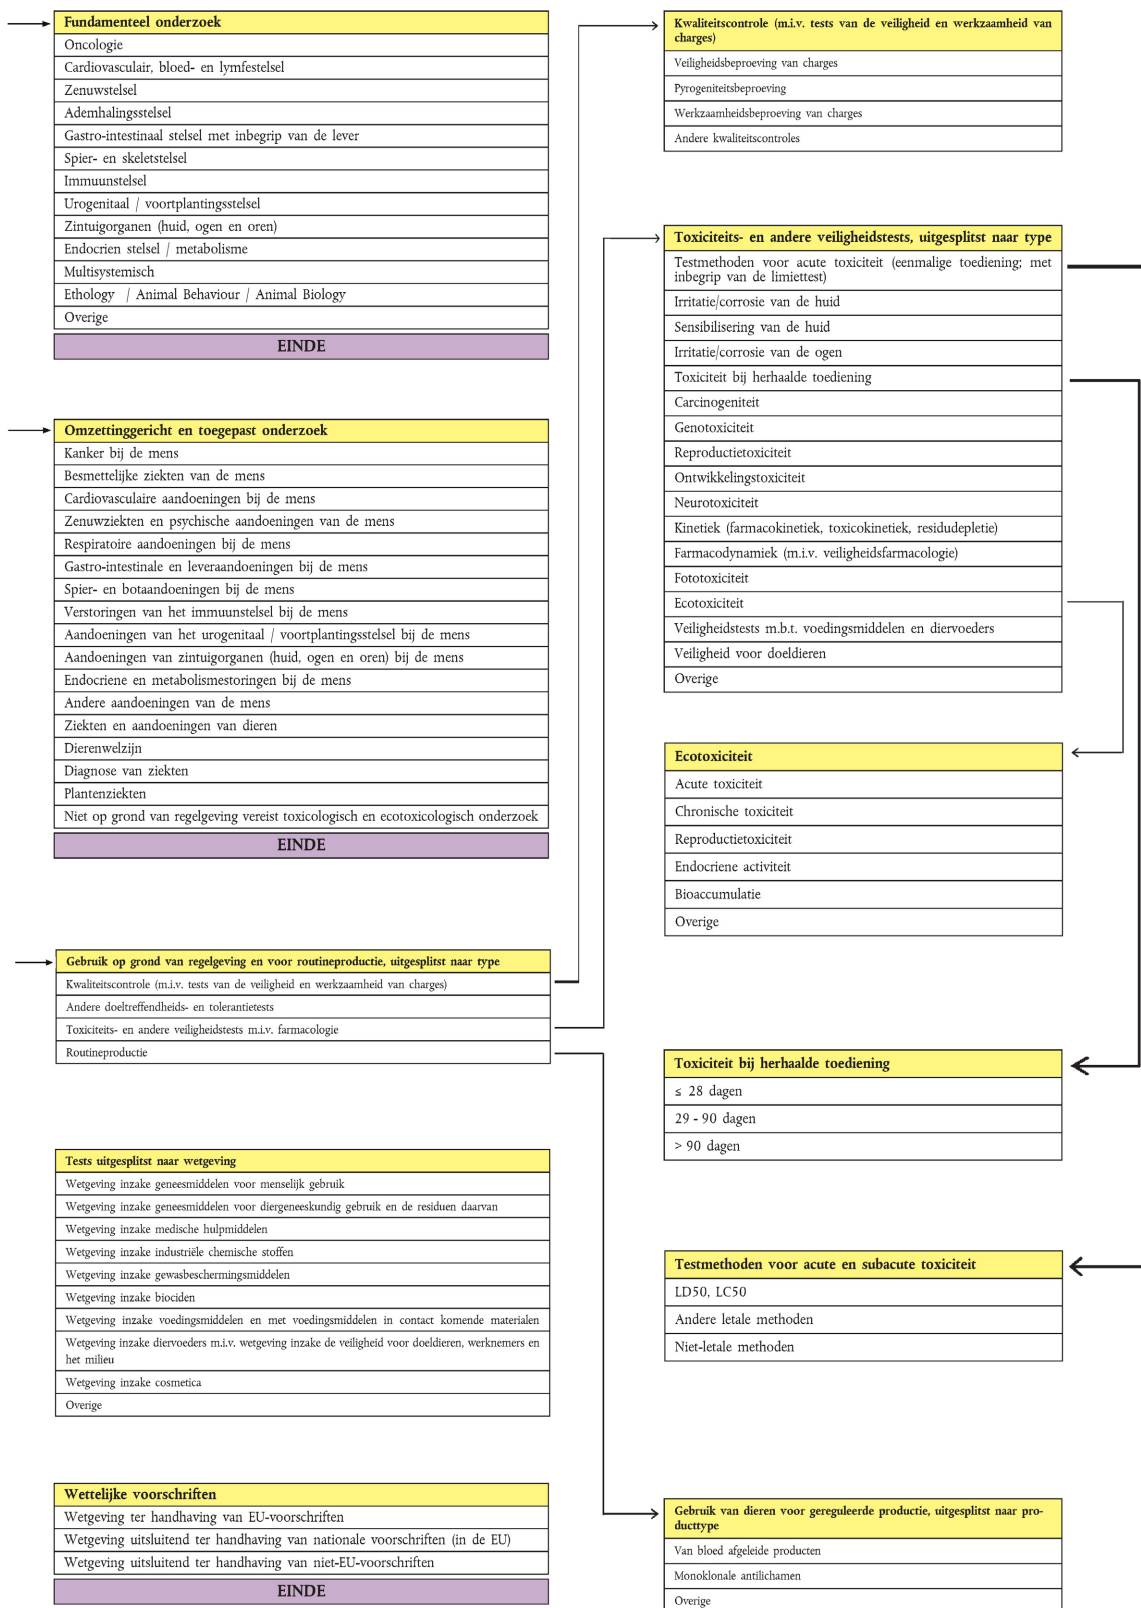 Fundamenteel onderzoek
Oncologie
Cardiovasculair, bloed- en lymfestelsel
Zenuwstelsel
Ademhalingsstelsel
Gastro-intestinaal stelsel met inbegrip van de lever
Spier- en skeletstelsel
Immuunstelsel
Urogenitaal / voortplantingsstelsel
Zintuigorganen (huid, ogen en oren)
Endocrien stelsel / metabolisme
Multisystemisch
Ethology / Animal Behaviour / Animal Biology
Overige
EINDE
Omzettinggericht en toegepast onderzoek
Kanker bij de mens
Besmettelijke ziekten van de mens
Cardiovasculaire aandoeningen bij de mens
Zenuwziekten en psychische aandoeningen van de mens
Respiratoire aandoeningen bij de mens
Gastro-intestinale en leveraandoeningen bij de mens
Spier- en botaandoeningen bij de mens
Verstoringen van het immuunstelsel bij de mens
Aandoeningen van het urogenitaal / voortplantingsstelsel bij de mens
Aandoeningen van zintuigorganen (huid, ogen en oren) bij de mens
Endocriene en metabolismestoringen bij de mens
Andere aandoeningen van de mens
Ziekten en aandoeningen van dieren
Dierenwelzijn
Diagnose van ziekten
Plantenziekten
Niet op grond van regelgeving vereist toxicologisch en ecotoxicologisch onderzoek
EINDE
Gebruik op grond van regelgeving en voor routineproductie, uitgesplitst naar type
Kwaliteitscontrole (m.i.v. tests van de veiligheid en werkzaamheid van charges)
Andere doeltreffendheids- en tolerantietests
Toxiciteits- en andere veiligheidstests m.i.v. farmacologie
Routineproductie
Tests uitgesplitst naar wetgeving
Wetgeving inzake geneesmiddelen voor menselijk gebruik
Wetgeving inzake geneesmiddelen voor diergeneeskundig gebruik en de residuen daarvan
Wetgeving inzake medische hulpmiddelen
Wetgeving inzake industriële chemische stoffen
Wetgeving inzake gewasbeschermingsmiddelen
Wetgeving inzake biociden
Wetgeving inzake voedingsmiddelen en met voedingsmiddelen in contact komende materialen
Wetgeving inzake diervoeders m.i.v. wetgeving inzake de veiligheid voor doeldieren, werknemers en
het milieu
Wetgeving inzake cosmetica
Overige
Wettelijke voorschriften
Wetgeving ter handhaving van EU-voorschriften
Wetgeving uitsluitend ter handhaving van nationale voorschriften (in de EU)
Wetgeving uitsluitend ter handhaving van niet-EU-voorschriften
EINDE
Kwaliteitscontrole (m.i.v. tests van de veiligheid en werkzaamheid van
charges)
Veiligheidsbeproeving van charges
Pyrogeniteitsbeproeving
Werkzaamheidsbeproeving van charges
Andere kwaliteitscontroles
Toxiciteits- en andere veiligheidstests, uitgesplitst naar type
Testmethoden voor acute toxiciteit (eenmalige toediening; met
inbegrip van de limiettest)
Irritatie/corrosie van de huid
Sensibilisering van de huid
Irritatie/corrosie van de ogen
Toxiciteit bij herhaalde toediening
Carcinogeniteit
Genotoxiciteit
Reproductietoxiciteit
Ontwikkelingstoxiciteit
Neurotoxiciteit
Kinetiek (farmacokinetiek, toxicokinetiek, residudepletie)
Farmacodynamiek (m.i.v. veiligheidsfarmacologie)
Fototoxiciteit
Ecotoxiciteit
Veiligheidstests m.b.t. voedingsmiddelen en diervoeders
Veiligheid voor doeldieren
Overige
Ecotoxiciteit
Acute toxiciteit
Chronische toxiciteit
Reproductietoxiciteit
Endocriene activiteit
Bioaccumulatie
Overige
Toxiciteit bij herhaalde toediening
≤ 28 dagen
29 - 90 dagen
> 90 dagen
Testmethoden voor acute en subacute toxiciteit
LD50, LC50
Andere letale methoden
Niet-letale methoden
Gebruik van dieren voor gereguleerde productie, uitgesplitst naar pro-
ducttype
Van bloed afgeleide producten
Monoklonale antilichamen
Overige